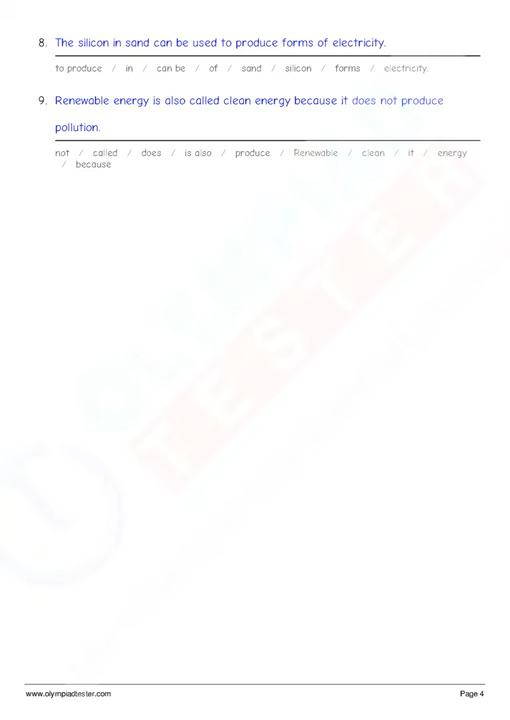 8. The silicon in sand can be used to produce forms of electricity.
to produce / in / can be / of / sand / silicon / forms / electricity.
9. Renewable energy is also called clean energy because it does not produce
pollution.
not / called / does / is also / produce / Renewable / clean / it / energy
/ because
OLYMPIAD
TESTER
www.olympiadtester.com
Page 4